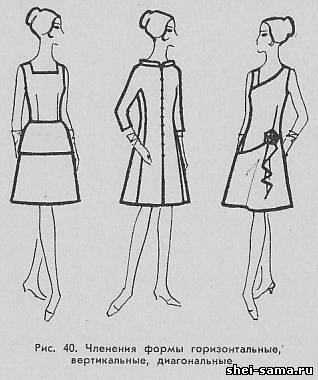 Рис. 40. Членения формы горизонтальные,
вертикальные, диагональные
shei-sama.ru